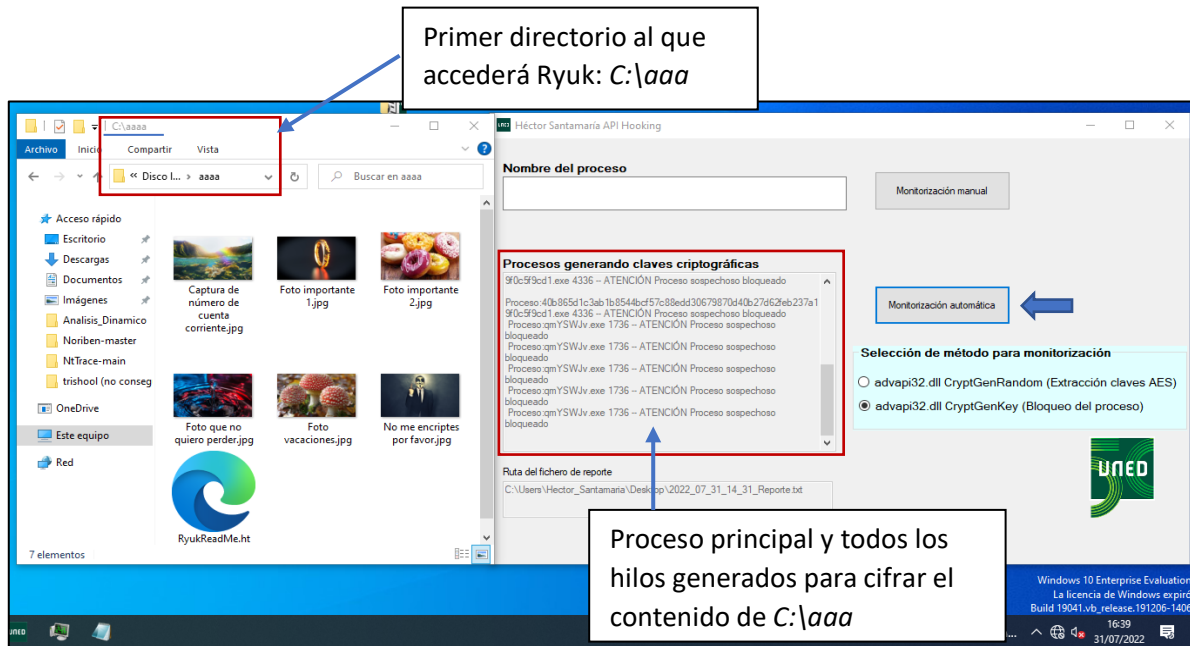 Primer directorio al que
accederá Ryuk: C:\aaa
C:\aaaa
Archivo Inicio Compartir Vista
« Disco l... › aaaa
Buscar en aaaa
Acceso rápido
Escritorio
Descargas
Documentos
Imágenes
Analisis_Dinamico
Noriben-master
NtTrace-main
trishool (no conseg
OneDrive
Este equipo
Red
Captura de
número de
cuenta
corriente.jpg
Foto importante
1.jpg
Foto importante
2.jpg
Foto que no
quiero perder.jpg
Foto
vacaciones.jpg
No me encriptes
por favor.jpg
RyukReadMe.ht
7 elementos
UNED Héctor Santamaría API Hooking
Nombre del proceso
Monitorización manual
Procesos generando claves criptográficas
9f0c5f9cd1.exe 4336 -- ATENCIÓN Proceso sospechoso bloqueado
Proceso:40b865d1c3ab1b8544bcf57c88edd30679870d40b27d62feb237a1
9f0c5f9cd1.exe 4336 -- ATENCIÓN Proceso sospechoso bloqueado
Proceso:qmYSWJv.exe 1736 -- ATENCIÓN Proceso sospechoso
bloqueado
Proceso:qmYSWJv.exe 1736 -- ATENCIÓN Proceso sospechoso
bloqueado
Proceso:qmYSWJv.exe 1736 -- ATENCIÓN Proceso sospechoso
bloqueado
Proceso:qmYSWJv.exe 1736 -- ATENCIÓN Proceso sospechoso
bloqueado
Proceso:qmYSWJv.exe 1736 -- ATENCIÓN Proceso sospechoso
bloqueado
Monitorización automática
Selección de método para monitorización
advapi32.dll CryptGenRandom (Extracción claves AES)
advapi32.dll CryptGenKey (Bloqueo del proceso)
UNED
Ruta del fichero de reporte
C:\Users\Hector_Santamaria\Desktop\2022_07_31_14_31_Reporte.txt
Proceso principal y todos los
hilos generados para cifrar el
contenido de C:\aaa
Windows 10 Enterprise Evaluation
La licencia de Windows expiró
Build 19041.vb_release.191206-1406
UNED
16:39
31/07/2022